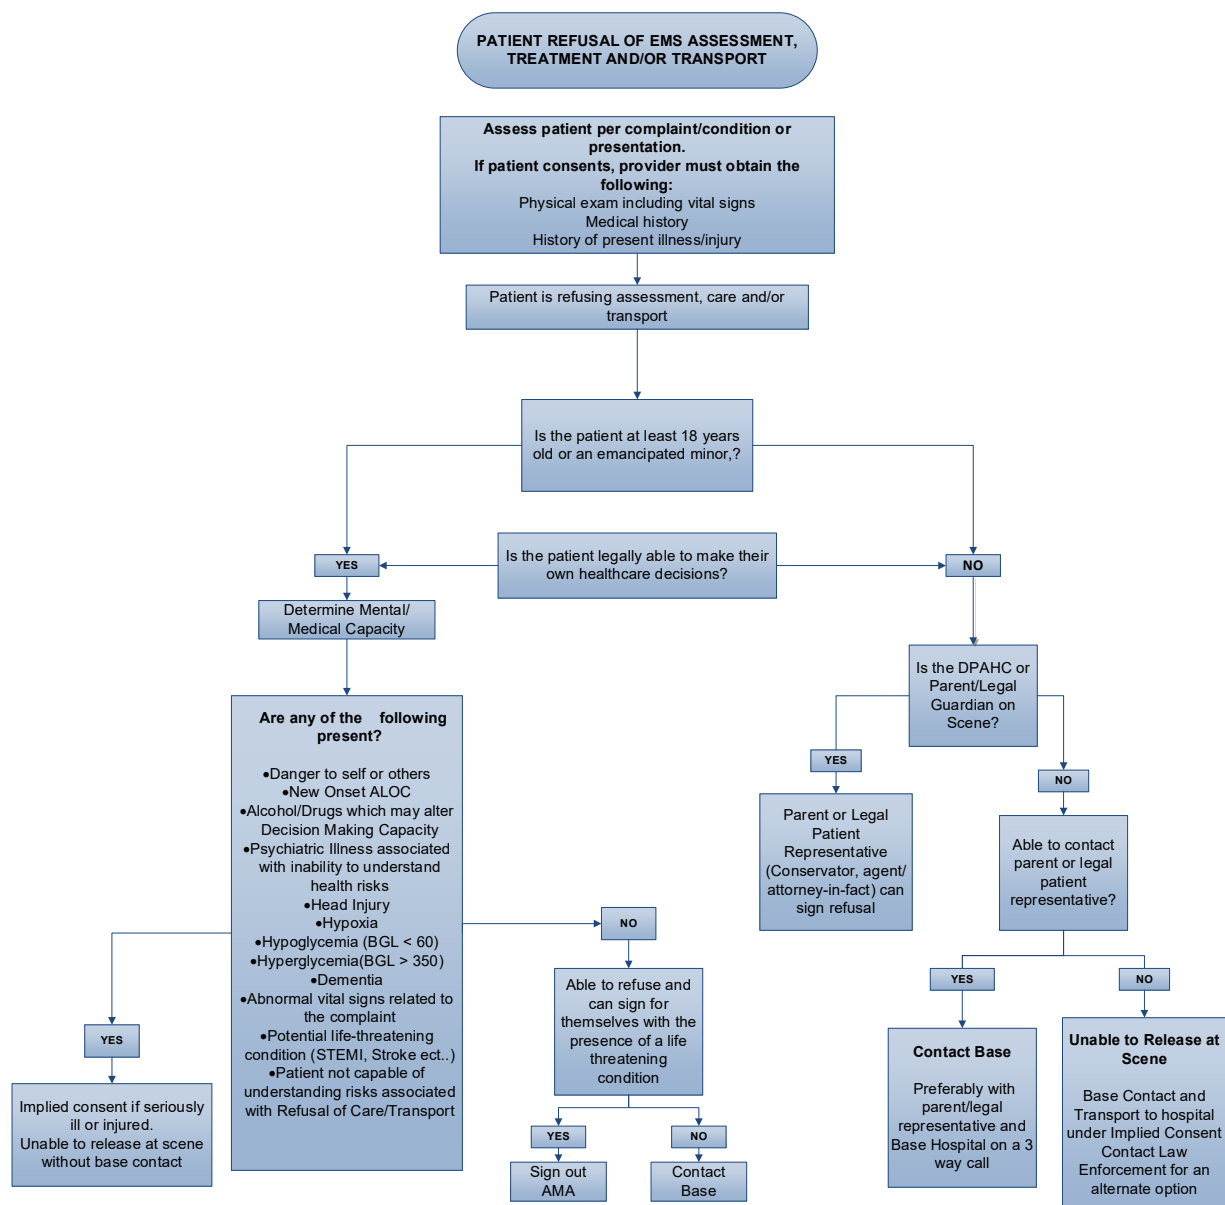 PATIENT REFUSAL OF EMS ASSESSMENT,
TREATMENT AND/OR TRANSPORT
Assess patient per complaint/condition or
presentation.
If patient consents, provider must obtain the
following:
Physical exam including vital signs
Medical history
History of present illness/injury
Patient is refusing assessment, care and/or
transport
Is the patient at least 18 years
old or an emancipated minor,?
Is the patient legally able to make their
own healthcare decisions?
YES
NO
Determine Mental/
Medical Capacity
Are any of the following
present?
•Danger to self or others
•New Onset ALOC
•Alcohol/Drugs which may alter
Decision Making Capacity
•Psychiatric Illness associated
with inability to understand
health risks
•Head Injury
•Hypoxia
•Hypoglycemia (BGL < 60)
•Hyperglycemia(BGL > 350)
•Dementia
•Abnormal vital signs related to
the complaint
•Potential life-threatening
condition (STEMI, Stroke ect..)
•Patient not capable of
understanding risks associated
with Refusal of Care/Transport
YES
Implied consent if seriously
ill or injured.
Unable to release at scene
without base contact
NO
Able to refuse and
can sign for
themselves with the
presence of a life
threatening
condition
YES
Sign out
AMA
NO
Contact
Base
Is the DPAHC or
Parent/Legal
Guardian on
Scene?
YES
Parent or Legal
Patient
Representative
(Conservator, agent/
attorney-in-fact) can
sign refusal
NO
Able to contact
parent or legal
patient
representative?
YES
Contact Base
Preferably with
parent/legal
representative and
Base Hospital on a 3
way call
NO
Unable to Release at
Scene
Base Contact and
Transport to hospital
under Implied Consent
Contact Law
Enforcement for an
alternate option